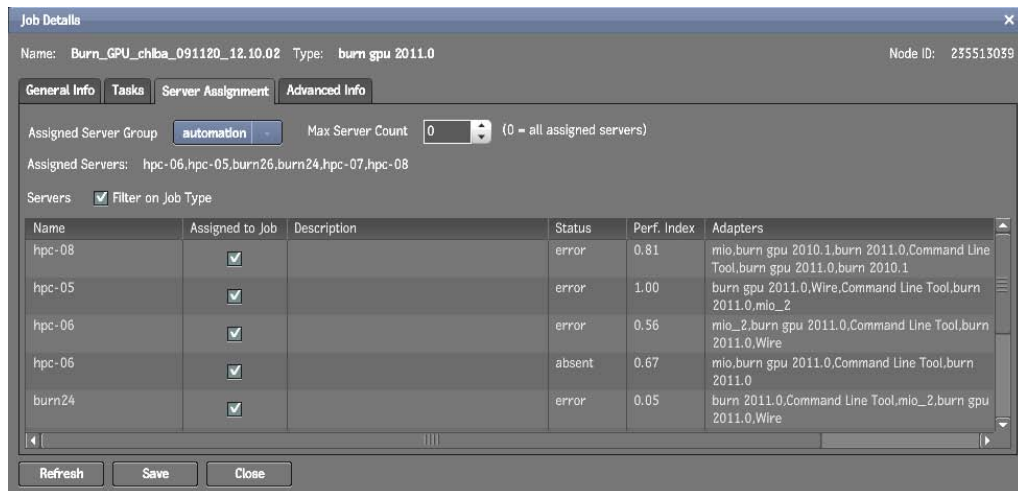 Job Details
Name: Burn_GPU_chiba_091120_12.10.02 Type: burn gpu 2011.0 Node ID: 235513039
General Info Tasks Server Assignment Advanced Info
Assigned Server Group automation Max Server Count 0 (0 = all assigned servers)
Assigned Servers: hpc-06,hpc-05,burn26,burn24,hpc-07,hpc-08
Servers Filter on Job Type
Name Assigned to Job Description Status Perf. Index Adapters
hpc-08 error 0.81 mio,burn gpu 2010.1,burn 2011.0,Command Line
Tool,burn gpu 2011.0,burn 2010.1
hpc-05 error 1.00 burn gpu 2011.0,Wire,Command Line Tool,burn
2011.0,mio_2
hpc-06 error 0.56 mio_2,burn gpu 2011.0,Command Line Tool,burn
2011.0,Wire
hpc-06 absent 0.67 mio,burn gpu 2011.0,Command Line Tool,burn
2011.0
burn24 error 0.05 burn 2011.0,Command Line Tool,mio_2,burn gpu
2011.0,Wire
Refresh Save Close